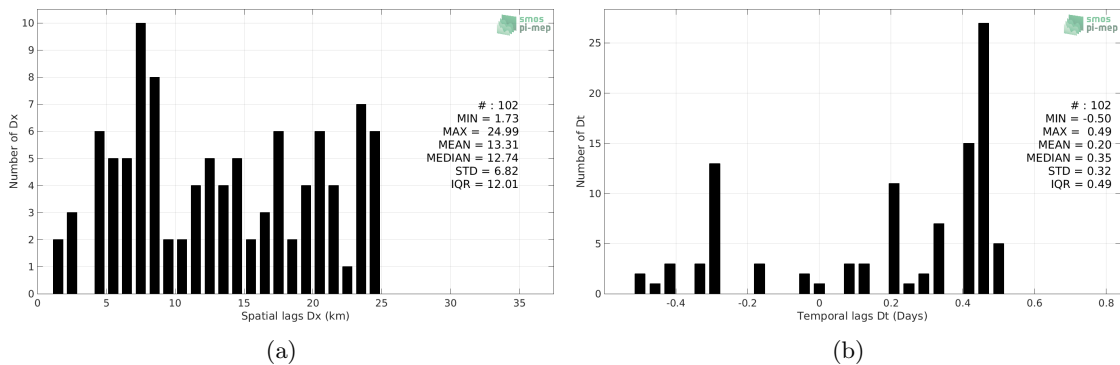 smos
pi-mep
10
9
8
7
6
5
4
3
2
1
0
Number of Dx
# : 102
MIN = 1.73
MAX = 24.99
MEAN = 13.31
MEDIAN = 12.74
STD = 6.82
IQR = 12.01
0 5 10 15 20 25 30 35
Spatial lags Dx (km)
(a)
smos
pi-mep
25
20
15
10
5
0
Number of Dt
# : 102
MIN = -0.50
MAX = 0.49
MEAN = 0.20
MEDIAN = 0.35
STD = 0.32
IQR = 0.49
-0.4 -0.2 0 0.2 0.4 0.6 0.8
Temporal lags Dt (Days)
(b)